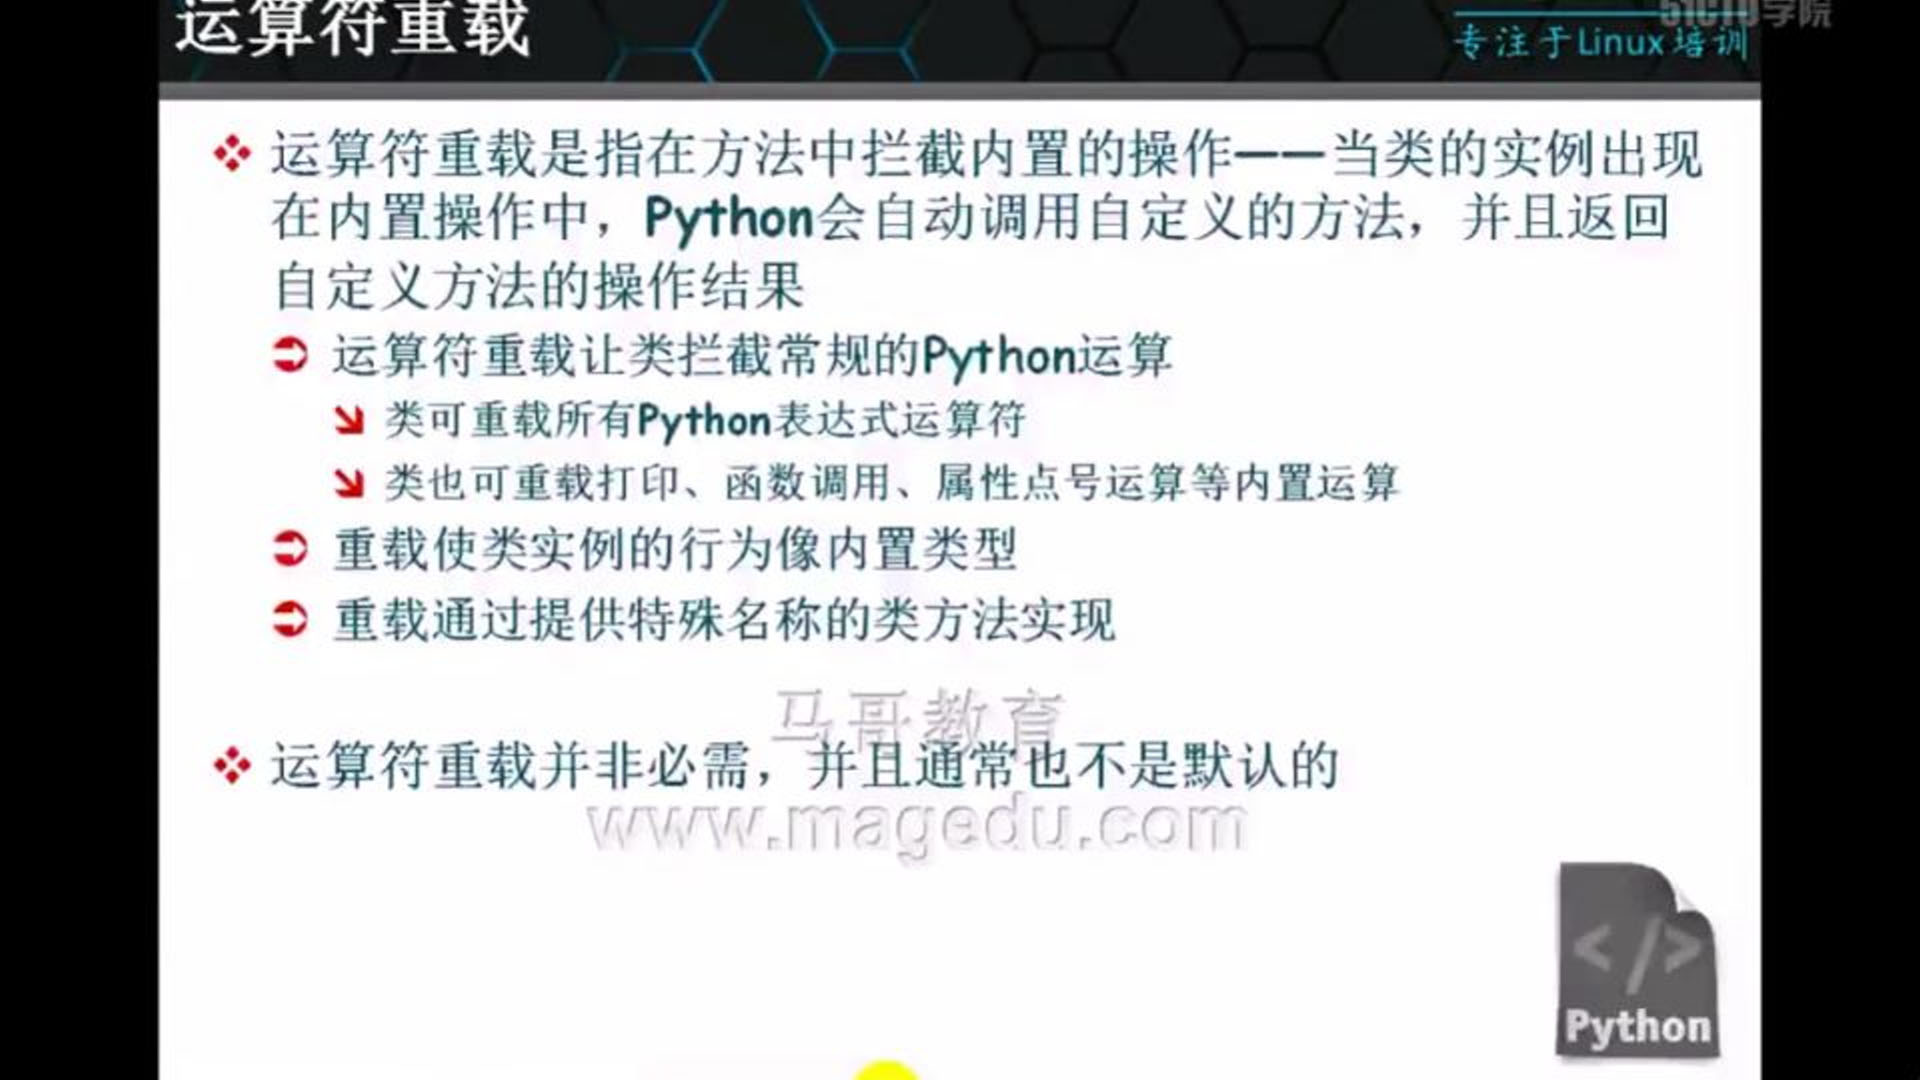 运算符重载
51CTO学院
专注于Linux培训
运算符重载是指在方法中拦截内置的操作——当类的实例出现
在内置操作中，Python会自动调用自定义的方法，并且返回
自定义方法的操作结果
运算符重载让类拦截常规的Python运算
类可重载所有Python表达式运算符
类也可重载打印、函数调用、属性点号运算等内置运算
重载使类实例的行为像内置类型
重载通过提供特殊名称的类方法实现
马哥教育
运算符重载并非必需，并且通常也不是默认的
www.magedu.com
</>
Python